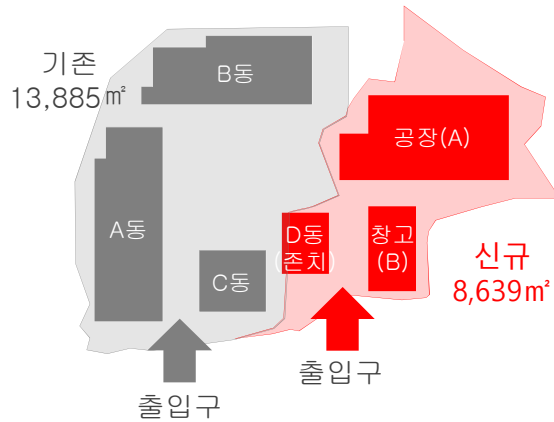 기존
13,885㎡
B동
공장(A)
A동
D동
(존치)
창고
(B)
C동
신규
8,639㎡
출입구
출입구